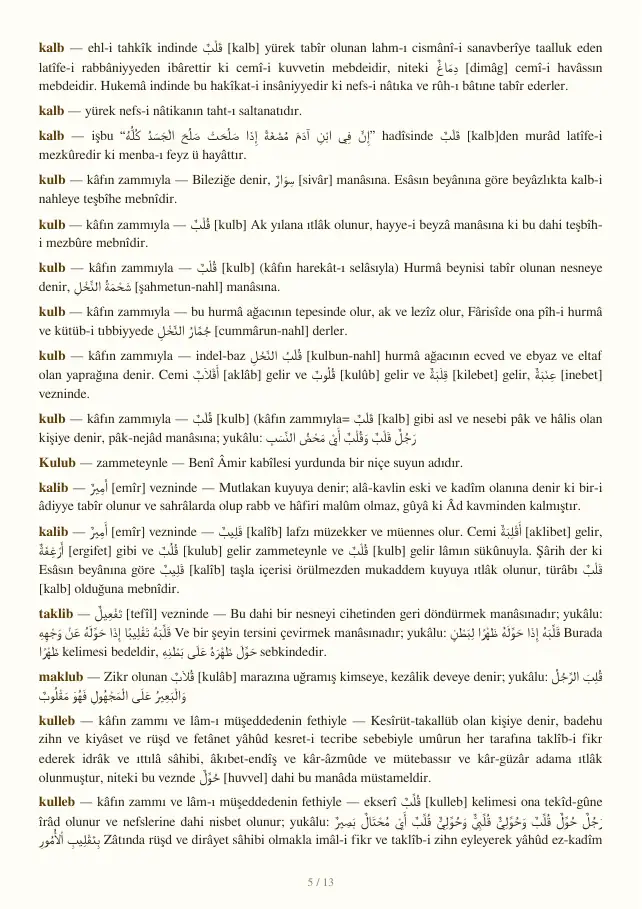 kalb — ehl-i tahkîk indinde قَلْبٌ [kalb] yürek tabîr olunan lahm-ı cismânî-i sanavberîye taalluk eden
latîfe-i rabbâniyyeden ibârettir ki cemî-i kuvvetin mebdeidir, niteki دِمَاغٌ [dimâg] cemî-i havâssın
mebdeidir. Hukemâ indinde bu hakîkat-i insâniyyedir ki nefs-i nâtıka ve rûh-ı bâtıne tabîr ederler.
kalb — yürek nefs-i nâtikanın taht-ı saltanatıdır.
kalb — işbu “إِنَّ فِي ابْنِ آدَمَ مُضْغَةً إِذَا صَلُحَتْ صَلُحَ الْجَسَدُ كُلُّهُ” hadîsinde قَلْبٌ [kalb]den murâd latîfe-i
mezkûredir ki menba-ı feyz ü hayâttır.
kulb — kâfın zammıyla — Bileziğe denir, سِوَارٌ [sivâr] manâsına. Esâsın beyânına göre beyâzlıkta kalb-i
nahleye teşbîhe mebnîdir.
kulb — kâfın zammıyla — قُلْبٌ [kulb] Ak yılana ıtlâk olunur, hayye-i beyzâ manâsına ki bu dahi teşbîh-
i mezbûre mebnîdir.
kulb — kâfın zammıyla — قُلْبٌ [kulb] (kâfın harekât-ı selâsıyla) Hurmâ beynisi tabîr olunan nesneye
denir, شَحْمَةُ النَّخْلِ [şahmetun-nahl] manâsına.
kulb — kâfın zammıyla — bu hurmâ ağacının tepesinde olur, ak ve lezîz olur, Fârisîde ona pîh-i hurmâ
ve kütüb-i tıbbiyyede جُمَّارُ النَّخْلِ [cummârun-nahl] derler.
kulb — kâfın zammıyla — indel-baz قُلْبُ النَّخْلِ [kulbun-nahl] hurmâ ağacının ecved ve ebyaz ve eltaf
olan yaprağına denir. Cemi أَقْلَابٌ [aklâb] gelir ve قُلُوبٌ [kulûb] gelir ve قِلَبَةٌ [kilebet] gelir, عِنَبَةٌ [inebet]
vezninde.
kulb — kâfın zammıyla — قُلْبٌ [kulb] (kâfın zammıyla= قَلْبٌ [kalb] gibi asl ve nesebi pâk ve hâlis olan
kişiye denir, pâk-nejâd manâsına; yukâlu: رَجُلٌ قَلْبٌ وَقُلْبٌ أَيْ مَحْضُ النَّسَبِ
Kulub — zammeteynle — Benî Âmir kabîlesi yurdunda bir niçe suyun adıdır.
kalib — أَمِيرٌ [emîr] vezninde — Mutlakan kuyuya denir; alâ-kavlin eski ve kadîm olanına denir ki bir-i
âdiyye tabîr olunur ve sahrâlarda olup rabb ve hâfiri malûm olmaz, gûyâ ki Âd kavminden kalmıştır.
kalib — أَمِيرٌ [emîr] vezninde — قَلِيبٌ [kalîb] lafzı müzekker ve müennes olur. Cemi أَقْلِبَةٌ [aklibet] gelir,
أَرْغِفَةٌ [ergifet] gibi ve قُلُبٌ [kulub] gelir zammeteynle ve قُلْبٌ [kulb] gelir lâmın sükûnuyla. Şârih der ki
Esâsın beyânına göre قَلِيبٌ [kalîb] taşla içerisi örülmezden mukaddem kuyuya ıtlâk olunur, türâbı قَلْبٌ
[kalb] olduğuna mebnîdir.
taklib — تَفْعِيلٌ [tefîl] vezninde — Bu dahi bir nesneyi cihetinden geri döndürmek manâsınadır; yukâlu:
قَلَّبَهُ تَقْلِيبًا إِذَا حَوَّلَهُ عَنْ وَجْهِهِ Ve bir şeyin tersini çevirmek manâsınadır; yukâlu: قَلَّبَهُ إِذَا حَوَّلَهُ ظَهْرًا لِبَطْنٍ Burada
ظَهْرًا kelimesi bedeldir, حَوَّلَ ظَهْرَهُ عَلَى بَطْنِهِ sebkindedir.
maklub — Zikr olunan قُلَابٌ [kulâb] marazına uğramış kimseye, kezâlik deveye denir; yukâlu: قُلِبَ الرَّجُلُ
وَالْبَعِيرُ عَلَى الْمَجْهُولِ فَهُوَ مَقْلُوبٌ
kulleb — kâfın zammı ve lâm-ı müşeddedenin fethiyle — Kesîrüt-takallüb olan kişiye denir, badehu
zihn ve kiyâset ve rüşd ve fetânet yâhûd kesret-i tecribe sebebiyle umûrun her tarafına taklîb-i fikr
ederek idrâk ve ıttılâ sâhibi, âkıbet-endîş ve kâr-âzmûde ve mütebassır ve kâr-güzâr adama ıtlâk
olunmuştur, niteki bu veznde حُوَّلٌ [huvvel] dahi bu manâda müstameldir.
kulleb — kâfın zammı ve lâm-ı müşeddedenin fethiyle — ekserî قُلَّبٌ [kulleb] kelimesi ona tekîd-gûne
îrâd olunur ve nefslerine dahi nisbet olunur; yukâlu: رَجُلٌ حُوَّلٌ قُلَّبٌ وَحُوَّلِيٌّ قُلَّبِيٌّ وَحُوَّلِيُّ قُلَّبٍ أَيْ مُحْتَالٌ بَصِيرٌ
بِتَقْلِيبِ الْأُمُورِ Zâtında rüşd ve dirâyet sâhibi olmakla imâl-i fikr ve taklîb-i zihn eyleyerek yâhûd ez-kadîm
5 / 13